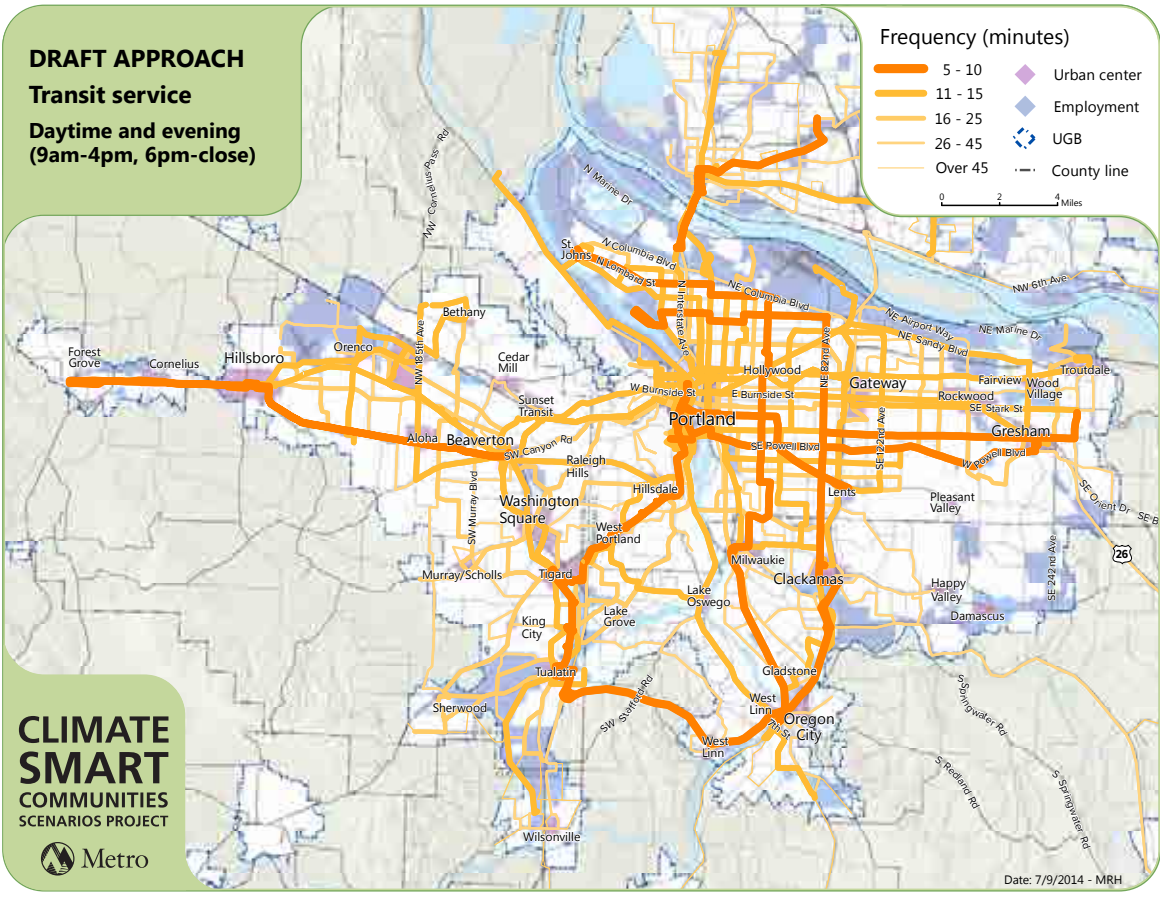 DRAFT APPROACH
Transit service
Daytime and evening
(9am-4pm, 6pm-close)
Frequency (minutes)
5 - 10
11 - 15
16 - 25
26 - 45
Over 45
Urban center
Employment
UGB
County line
0 2 4 Miles
NW Cornelius Pass Rd
N Marine Dr
St.
Johns
N Columbia Blvd
N Lombard St
N Interstate Ave
NE Columbia Blvd
NW 6th Ave
NE Airport Way
NE Marine Dr
NE Sandy Blvd
Bethany
NW 185th Ave
Forest
Grove
Cornelius
Hillsboro
Orenco
Cedar
Mill
Hollywood
NE 82nd Ave
Gateway
Troutdale
Fairview
Wood
Village
Rockwood
W Burnside St
E Burnside St
Sunset
Transit
SE Stark St
Portland
Aloha
Beaverton
SW Canyon Rd
SE Powell Blvd
SE 122nd Ave
Gresham
W Powell Blvd
Raleigh
Hills
SW Murray Blvd
Hillsdale
Lents
Pleasant
Valley
SE Orient Dr
SE B
Washington
Square
West
Portland
26
Milwaukie
SE 242nd Ave
Murray/Scholls
Tigard
Clackamas
Happy
Valley
Damascus
Lake
Oswego
Lake
Grove
King
City
Tualatin
Gladstone
SW Stafford Rd
S Springwater Rd
Sherwood
West
Linn
Oregon
City
7th St
West
Linn
S Redland Rd
S Springwater Rd
Wilsonville
CLIMATE
SMART
COMMUNITIES
SCENARIOS PROJECT
Metro
Date: 7/9/2014 - MRH